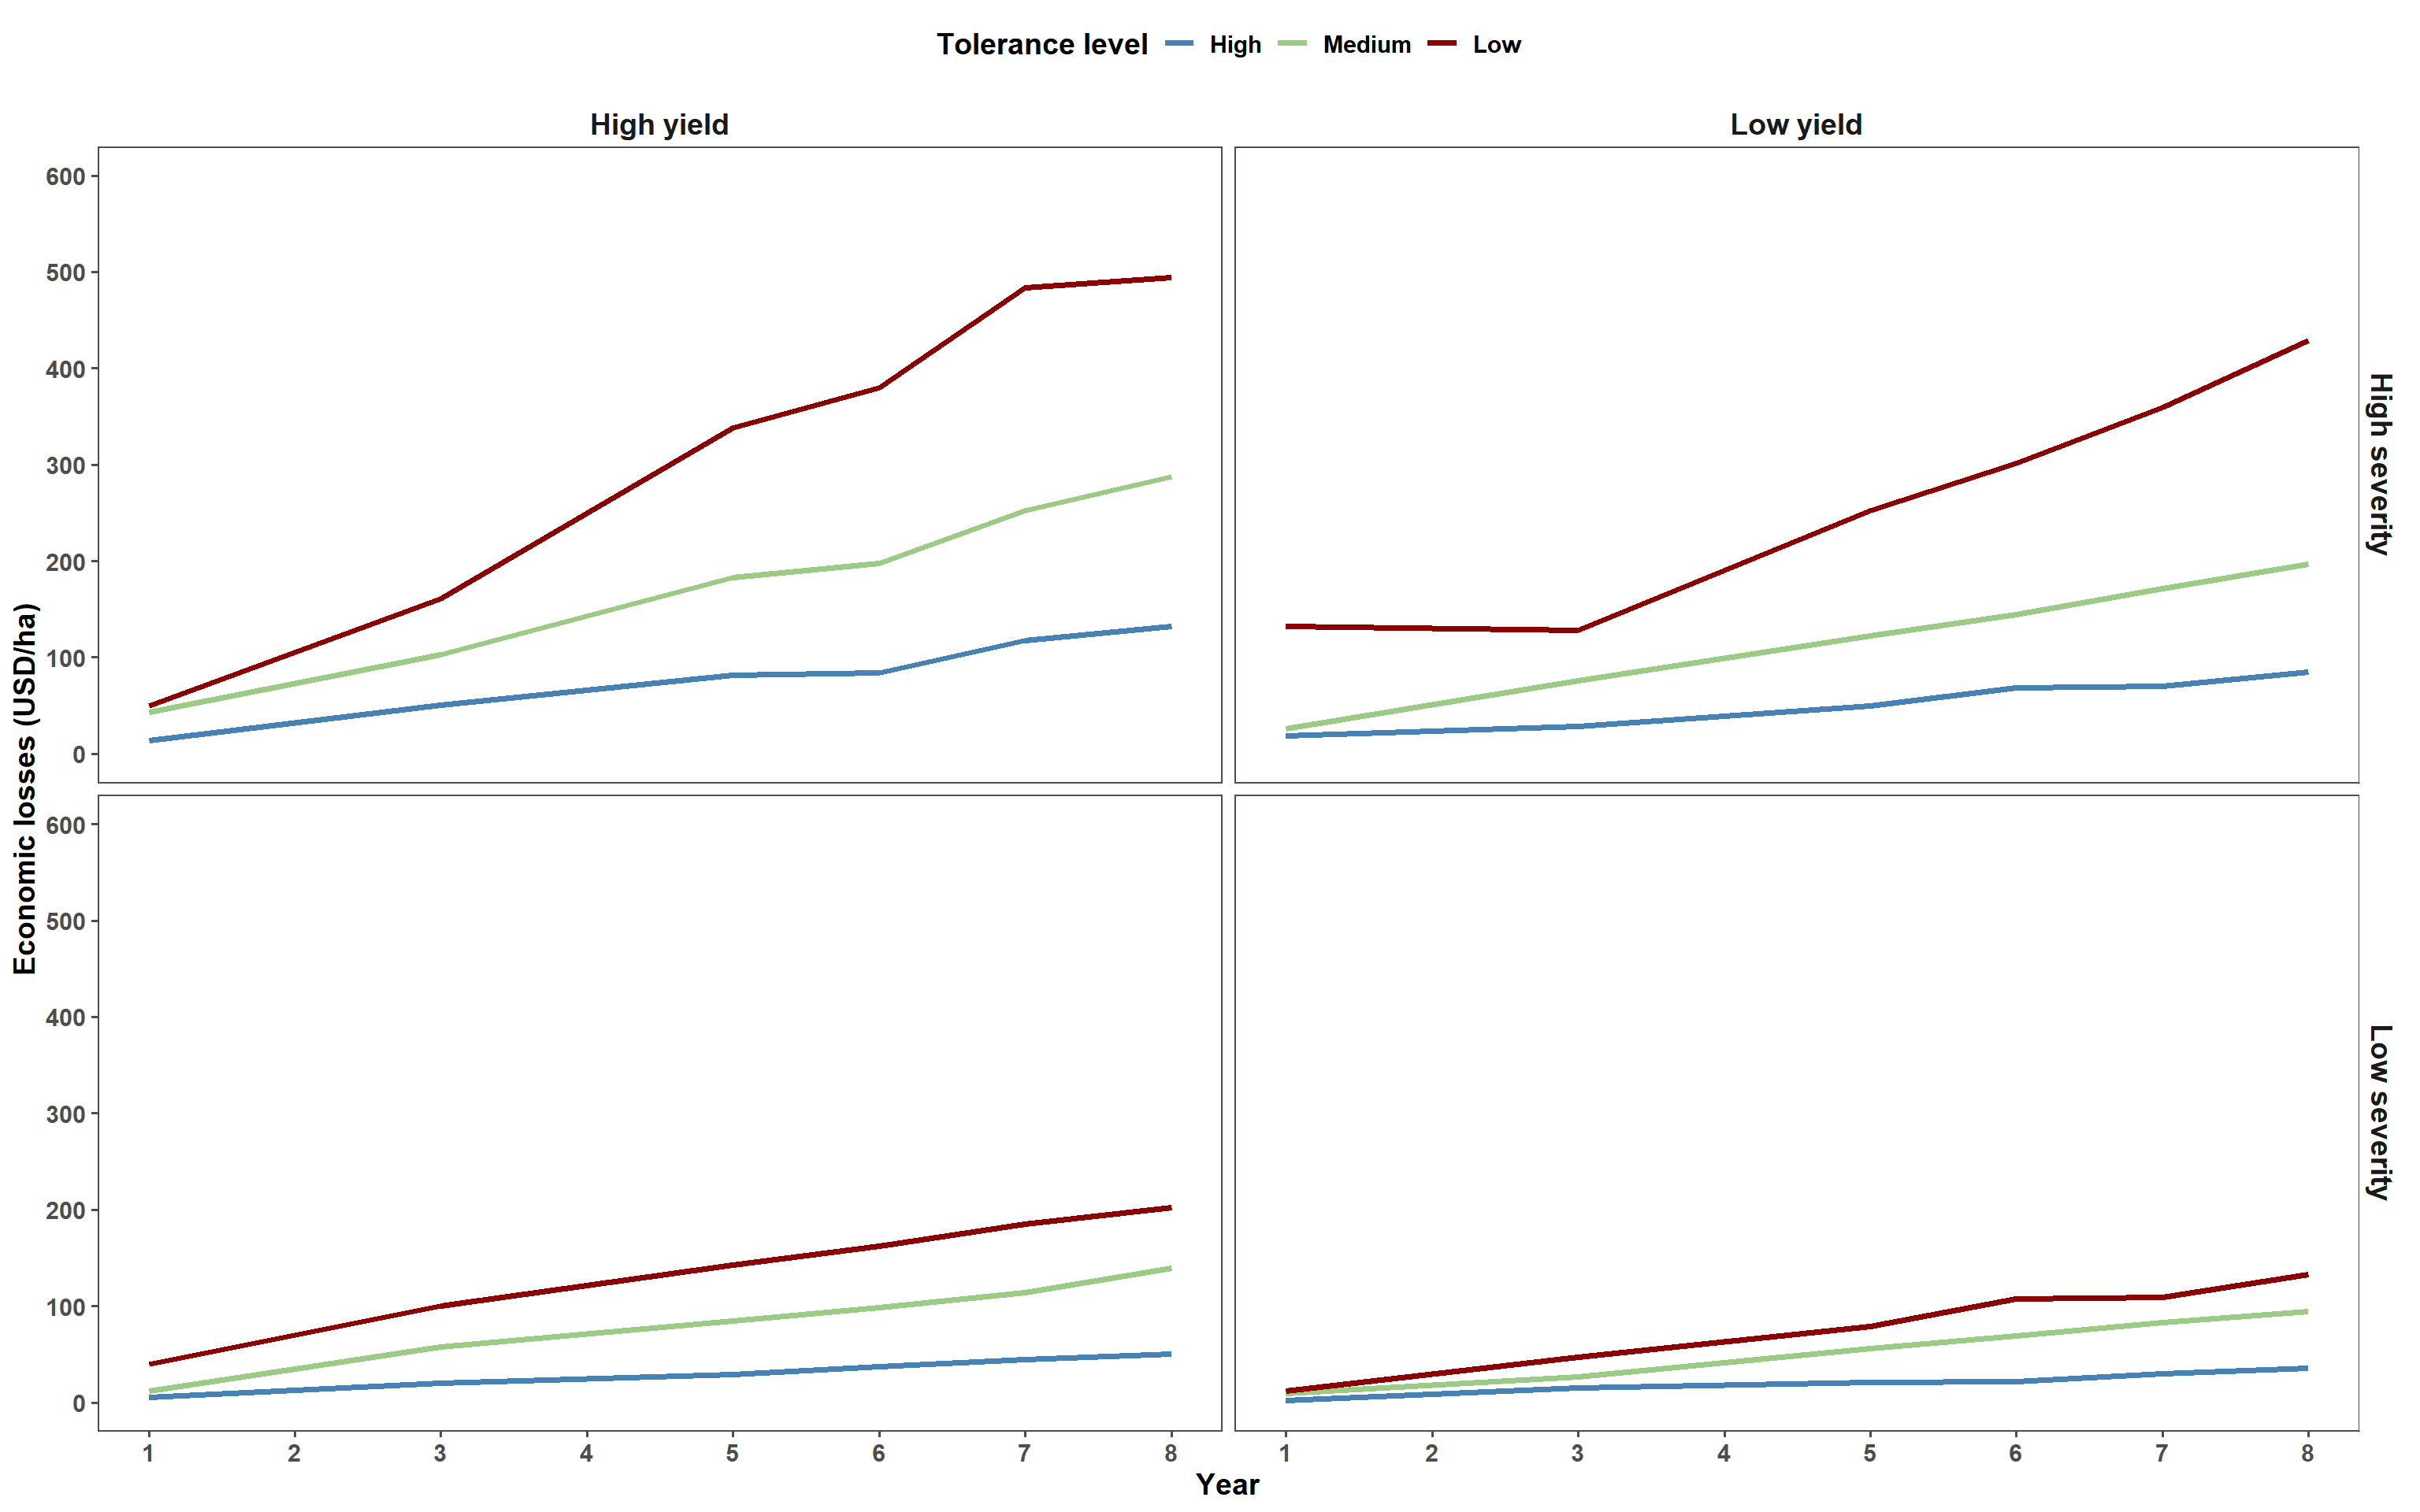 Tolerance level High Medium Low
High yield
Low yield
600
500
400
300
200
100
0
High severity
Economic losses (USD/ha)
600
500
400
300
200
100
0
Low severity
1 2 3 4 5 6 7 8
1 2 3 4 5 6 7 8
Year